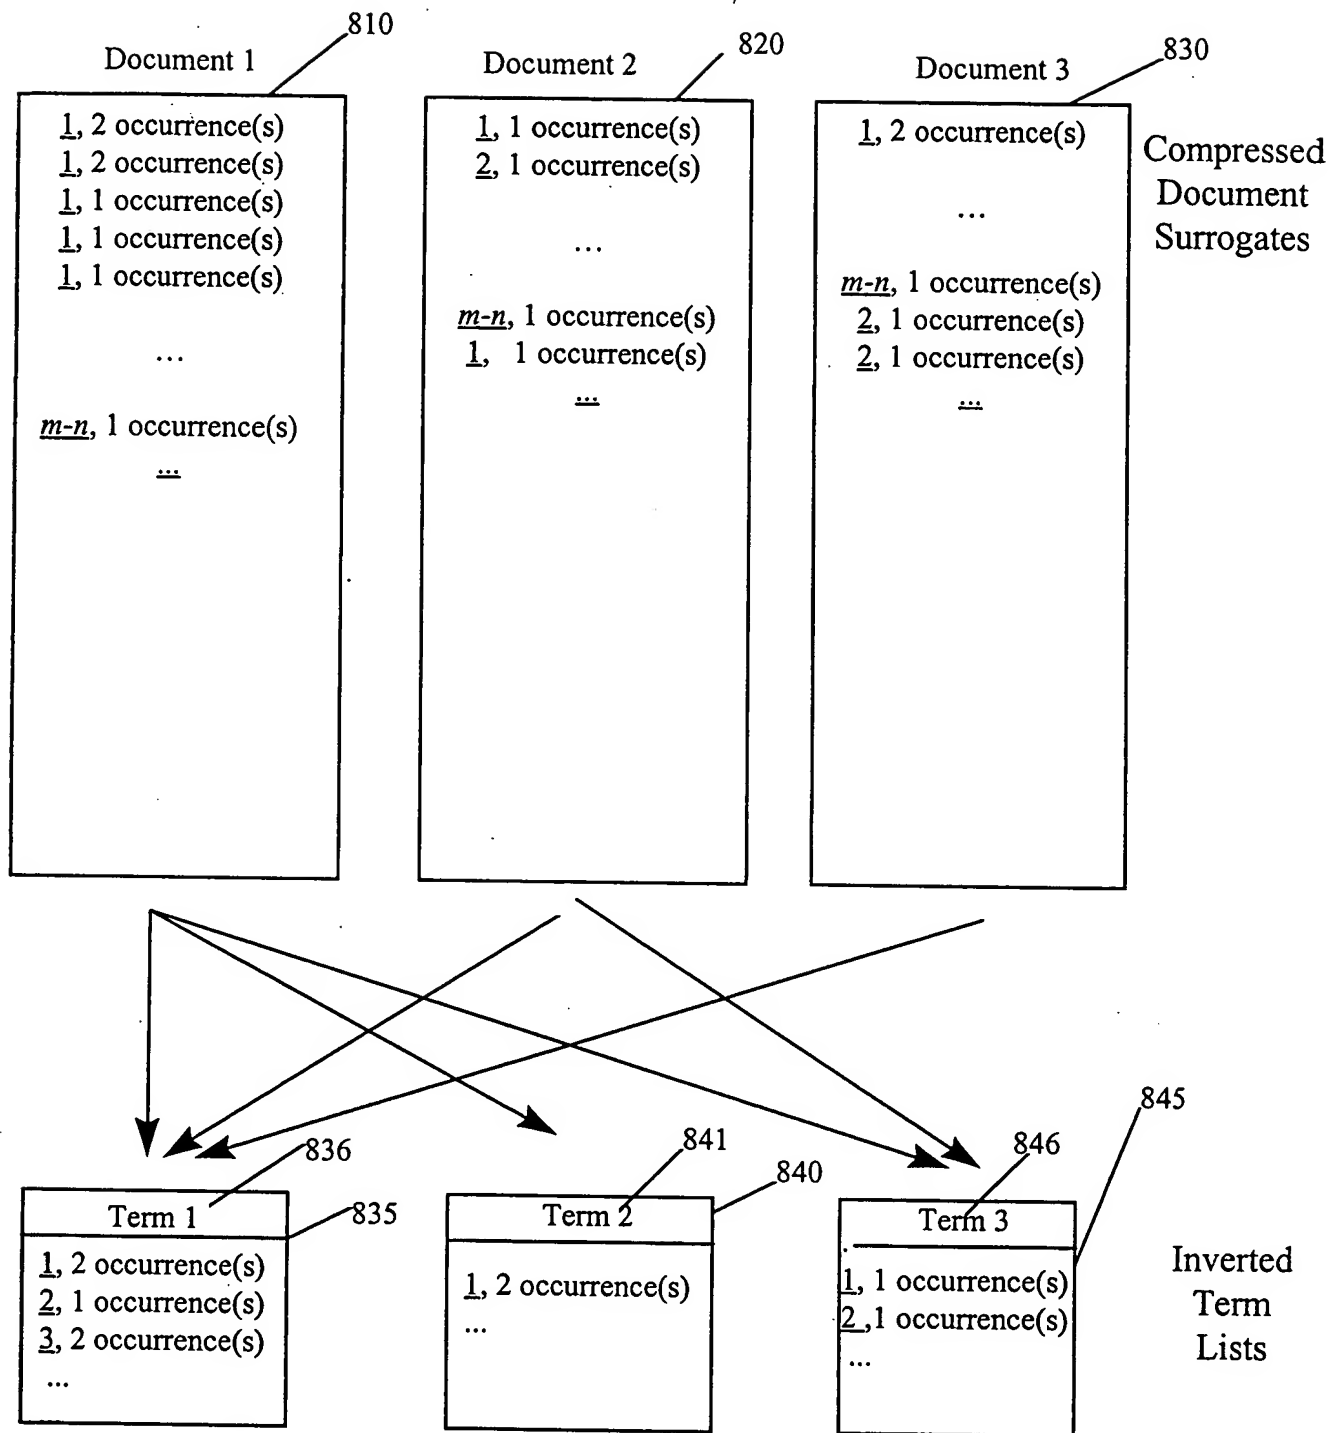 810
Document 1
820
Document 2
830
Document 3
1, 2 occurrence(s)
1, 2 occurrence(s)
1, 1 occurrence(s)
1, 1 occurrence(s)
1, 1 occurrence(s)
...
m-n, 1 occurrence(s)
...
1, 1 occurrence(s)
2, 1 occurrence(s)
...
m-n, 1 occurrence(s)
1, 1 occurrence(s)
...
1, 2 occurrence(s)
...
m-n, 1 occurrence(s)
2, 1 occurrence(s)
2, 1 occurrence(s)
...
Compressed
Document
Surrogates
836
835
Term 1
1, 2 occurrence(s)
2, 1 occurrence(s)
3, 2 occurrence(s)
...
841
840
Term 2
1, 2 occurrence(s)
...
846
845
Term 3
1, 1 occurrence(s)
2 ,1 occurrence(s)
...
Inverted
Term
Lists